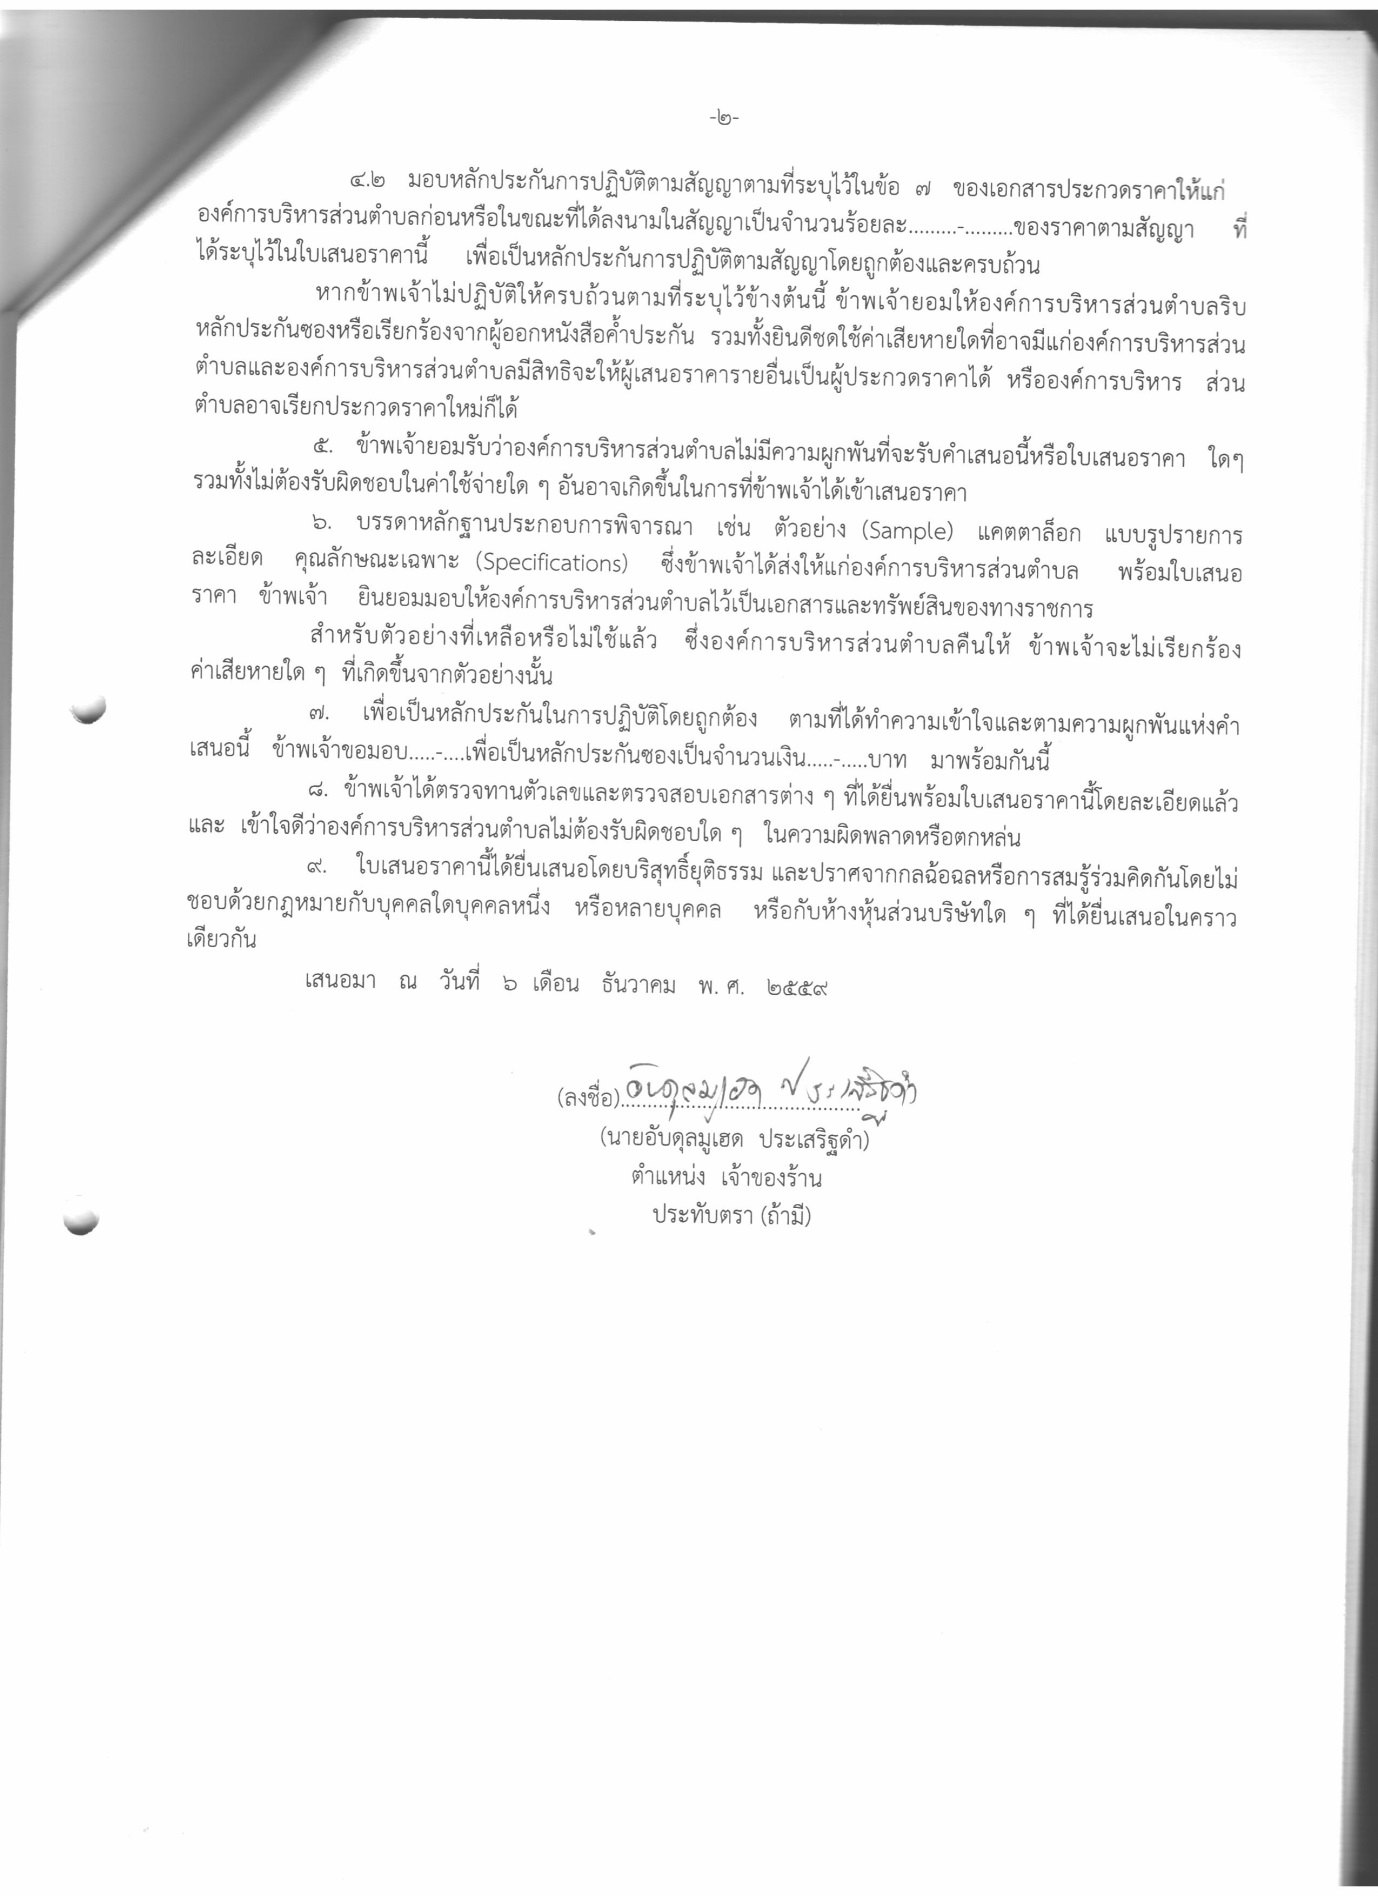 -๒-
๔.๒ มอบหลักประกันการปฏิบัติตามสัญญาตามที่ระบุไว้ในข้อ ๗ ของเอกสารประกวดราคาให้แก่
องค์การบริหารส่วนตำบลก่อนหรือในขณะที่ได้ลงนามในสัญญาเป็นจำนวนร้อยละ.........-.........ของราคาตามสัญญา ที่
ได้ระบุไว้ในใบเสนอราคานี้ เพื่อเป็นหลักประกันการปฏิบัติตามสัญญาโดยถูกต้องและครบถ้วน
หากข้าพเจ้าไม่ปฏิบัติให้ครบถ้วนตามที่ระบุไว้ข้างต้นนี้ ข้าพเจ้ายอมให้องค์การบริหารส่วนตำบลริบ
หลักประกันซองหรือเรียกร้องจากผู้ออกหนังสือค้ำประกัน รวมทั้งยินดีชดใช้ค่าเสียหายใดที่อาจมีแก่องค์การบริหารส่วน
ตำบลและองค์การบริหารส่วนตำบลมีสิทธิจะให้ผู้เสนอราคารายอื่นเป็นผู้ประกวดราคาได้ หรือองค์การบริหาร ส่วน
ตำบลอาจเรียกประกวดราคาใหม่ก็ได้
๕. ข้าพเจ้ายอมรับว่าองค์การบริหารส่วนตำบลไม่มีความผูกพันที่จะรับคำเสนอนี้หรือใบเสนอราคา ใดๆ
รวมทั้งไม่ต้องรับผิดชอบในค่าใช้จ่ายใด ๆ อันอาจเกิดขึ้นในการที่ข้าพเจ้าได้เข้าเสนอราคา
๖. บรรดาหลักฐานประกอบการพิจารณา เช่น ตัวอย่าง (Sample) แคตตาล็อก แบบรูปรายการ
ละเอียด คุณลักษณะเฉพาะ (Specifications) ซึ่งข้าพเจ้าได้ส่งให้แก่องค์การบริหารส่วนตำบล พร้อมใบเสนอ
ราคา ข้าพเจ้า ยินยอมมอบให้องค์การบริหารส่วนตำบลไว้เป็นเอกสารและทรัพย์สินของทางราชการ
สำหรับตัวอย่างที่เหลือหรือไม่ใช้แล้ว ซึ่งองค์การบริหารส่วนตำบลคืนให้ ข้าพเจ้าจะไม่เรียกร้อง
ค่าเสียหายใด ๆ ที่เกิดขึ้นจากตัวอย่างนั้น
๗. เพื่อเป็นหลักประกันในการปฏิบัติโดยถูกต้อง ตามที่ได้ทำความเข้าใจและตามความผูกพันแห่งคำ
เสนอนี้ ข้าพเจ้าขอมอบ.....-....เพื่อเป็นหลักประกันซองเป็นจำนวนเงิน.....-.....บาท มาพร้อมกันนี้
๘. ข้าพเจ้าได้ตรวจทานตัวเลขและตรวจสอบเอกสารต่าง ๆ ที่ได้ยื่นพร้อมใบเสนอราคานี้โดยละเอียดแล้ว
และ เข้าใจดีว่าองค์การบริหารส่วนตำบลไม่ต้องรับผิดชอบใด ๆ ในความผิดพลาดหรือตกหล่น
๙. ใบเสนอราคานี้ได้ยื่นเสนอโดยบริสุทธิ์ยุติธรรม และปราศจากกลฉ้อฉลหรือการสมรู้ร่วมคิดกันโดยไม่
ชอบด้วยกฎหมายกับบุคคลใดบุคคลหนึ่ง หรือหลายบุคคล หรือกับห้างหุ้นส่วนบริษัทใด ๆ ที่ได้ยื่นเสนอในคราว
เดียวกัน
เสนอมา ณ วันที่ ๖ เดือน ธันวาคม พ.ศ. ๒๕๕๙
(ลงชื่อ) อับดุลมูเฮด ประเสริฐดำ
(นายอับดุลมูเฮด ประเสริฐดำ)
ตำแหน่ง เจ้าของร้าน
ประทับตรา (ถ้ามี)